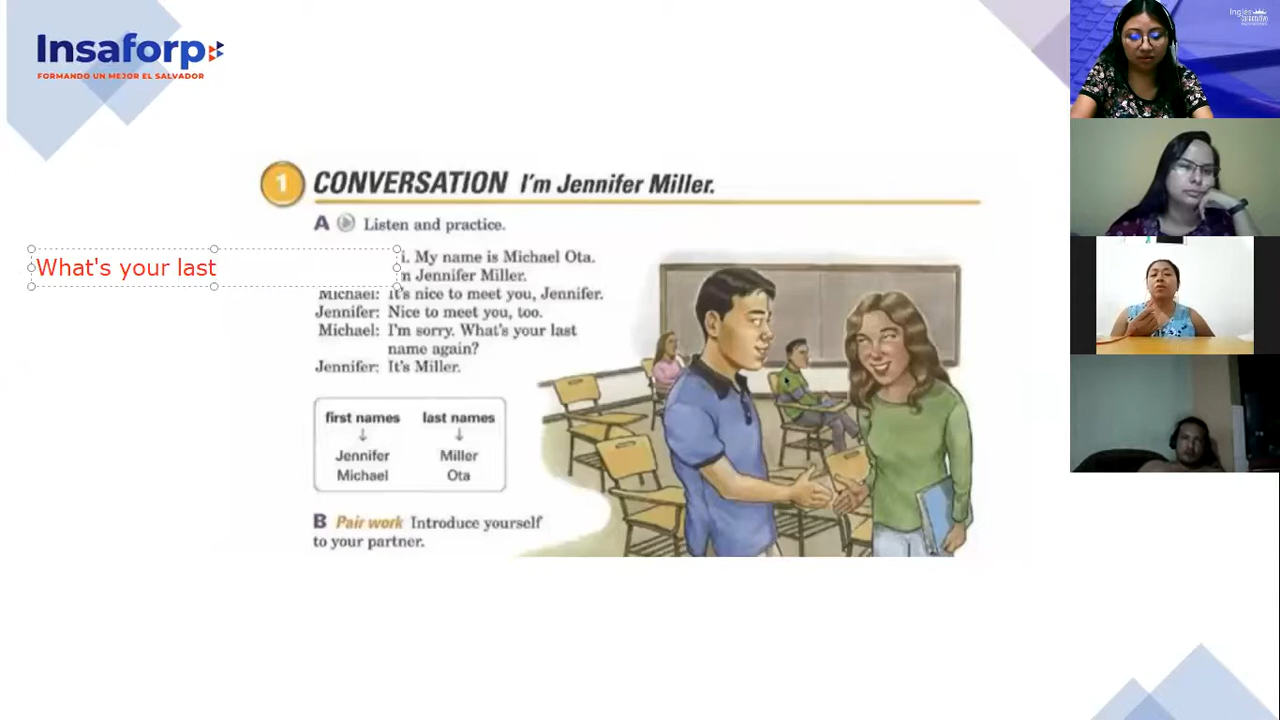 Insaforp
FORMANDO UN MEJOR EL SALVADOR
1 CONVERSATION I'm Jennifer Miller.
A Listen and practice.
What's your last
i. My name is Michael Ota.
m Jennifer Miller.
Michael: It's nice to meet you, Jennifer.
Jennifer: Nice to meet you, too.
Michael: I'm sorry. What's your last
name again?
Jennifer: It's Miller.
first names last names
Jennifer Miller
Michael Ota
B Pair work Introduce yourself
to your partner.
Inglés